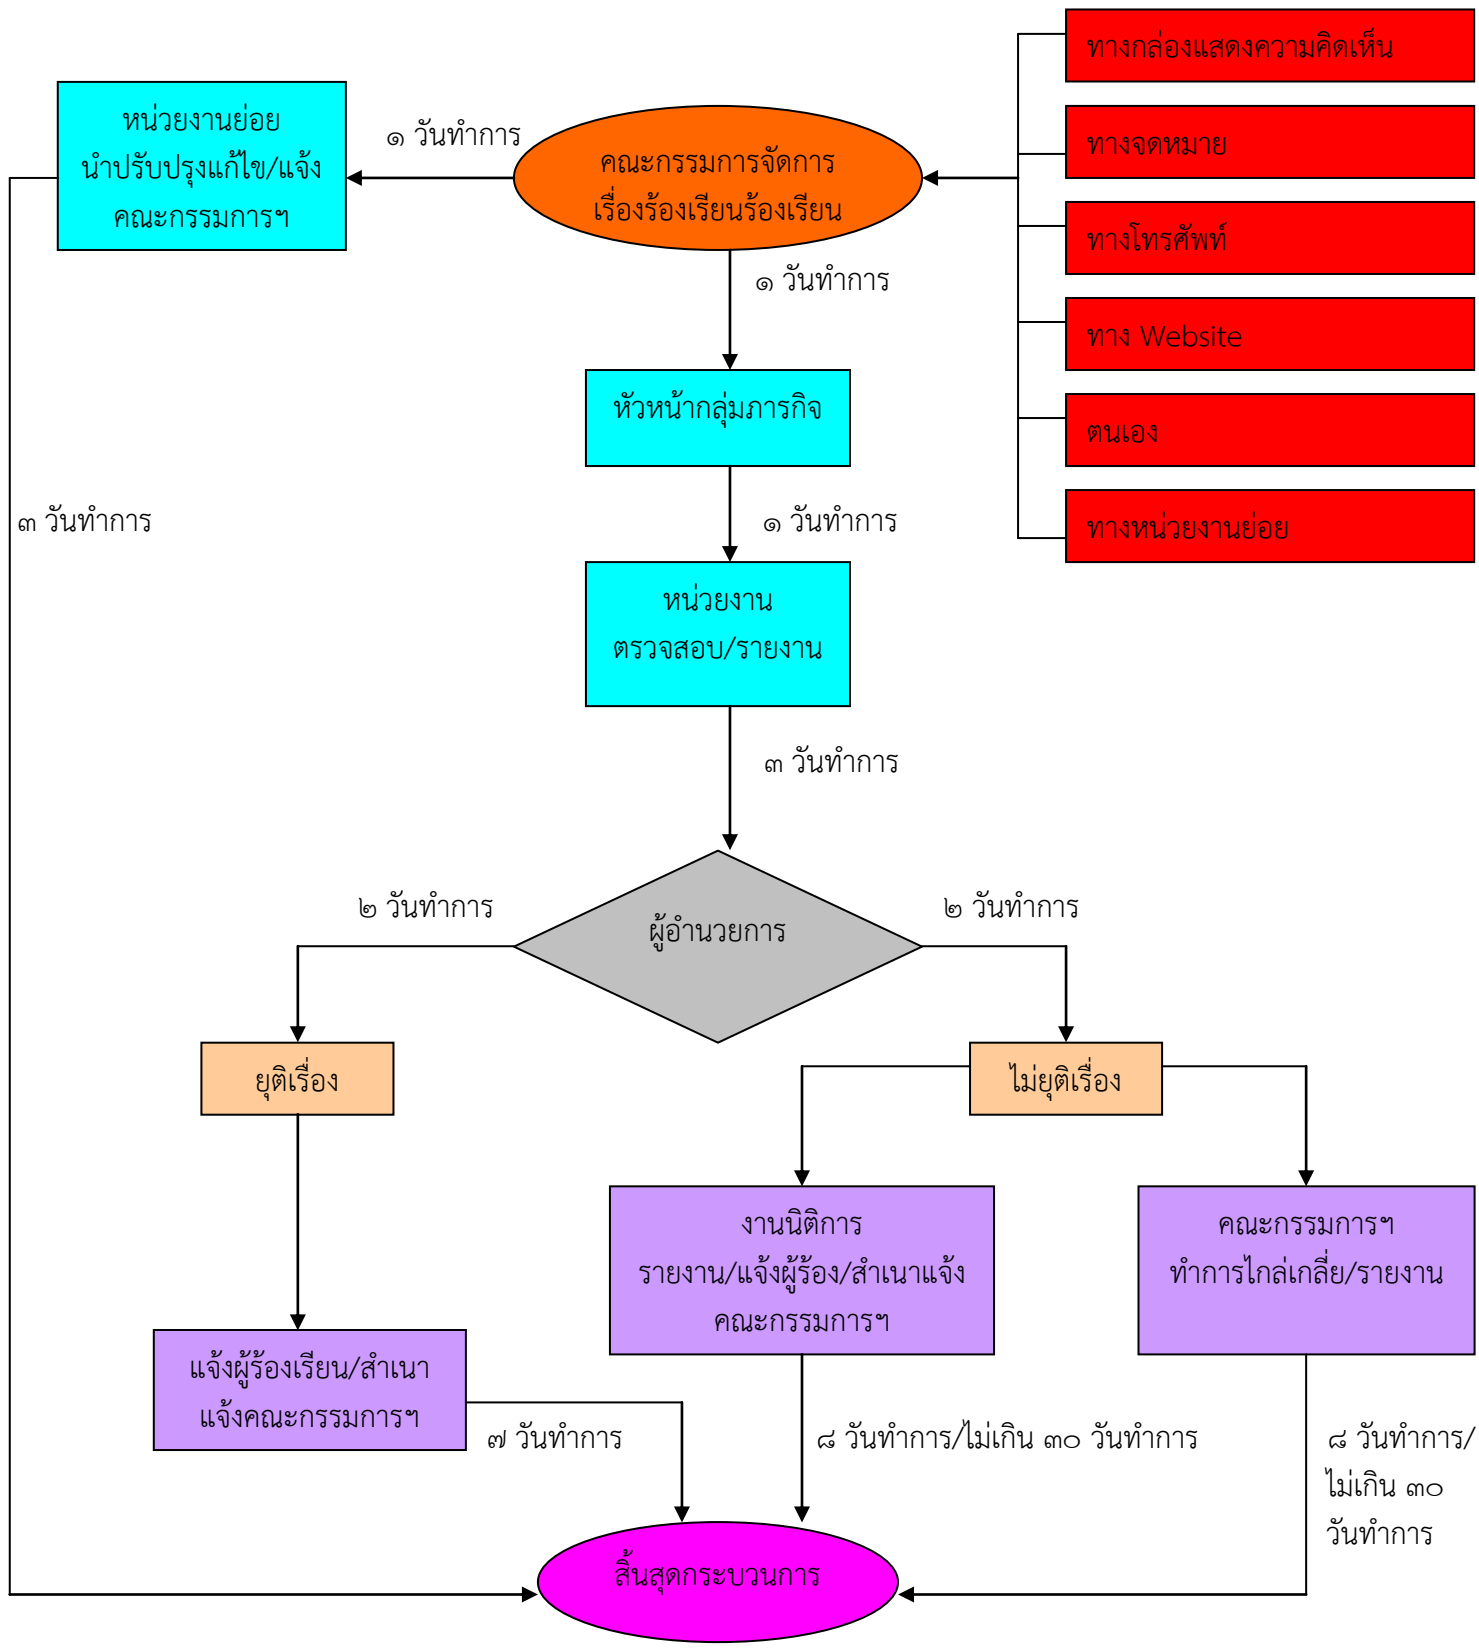 ทางกล่องแสดงความคิดเห็น
ทางจดหมาย
ทางโทรศัพท์
ทาง Website
ตนเอง
ทางหน่วยงานย่อย
คณะกรรมการจัดการ
เรื่องร้องเรียนร้องเรียน
๑ วันทำการ
หน่วยงานย่อย
นำปรับปรุงแก้ไข/แจ้ง
คณะกรรมการฯ
๓ วันทำการ
๑ วันทำการ
หัวหน้ากลุ่มภารกิจ
๑ วันทำการ
หน่วยงาน
ตรวจสอบ/รายงาน
๓ วันทำการ
ผู้อำนวยการ
๒ วันทำการ
๒ วันทำการ
ยุติเรื่อง
ไม่ยุติเรื่อง
แจ้งผู้ร้องเรียน/สำเนา
แจ้งคณะกรรมการฯ
๗ วันทำการ
งานนิติการ
รายงาน/แจ้งผู้ร้อง/สำเนาแจ้ง
คณะกรรมการฯ
๘ วันทำการ/ไม่เกิน ๓๐ วันทำการ
คณะกรรมการฯ
ทำการไกล่เกลี่ย/รายงาน
๘ วันทำการ/
ไม่เกิน ๓๐
วันทำการ
สิ้นสุดกระบวนการ